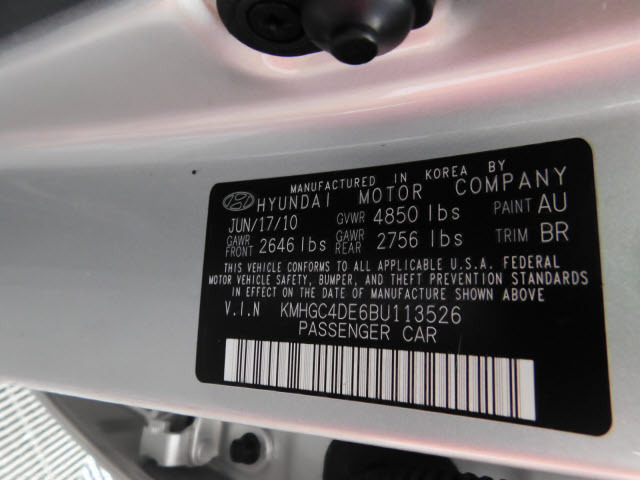 MANUFACTURED IN KOREA BY
HYUNDAI MOTOR COMPANY
JUN/17/10 GVWR 4850 lbs PAINT AU
GAWR FRONT 2646 lbs GAWR REAR 2756 lbs TRIM BR
THIS VEHICLE CONFORMS TO ALL APPLICABLE U.S.A. FEDERAL
MOTOR VEHICLE SAFETY, BUMPER, AND THEFT PREVENTION STANDARDS
IN EFFECT ON THE DATE OF MANUFACTURE SHOWN ABOVE
V.I.N KMHGC4DE6BU113526
PASSENGER CAR